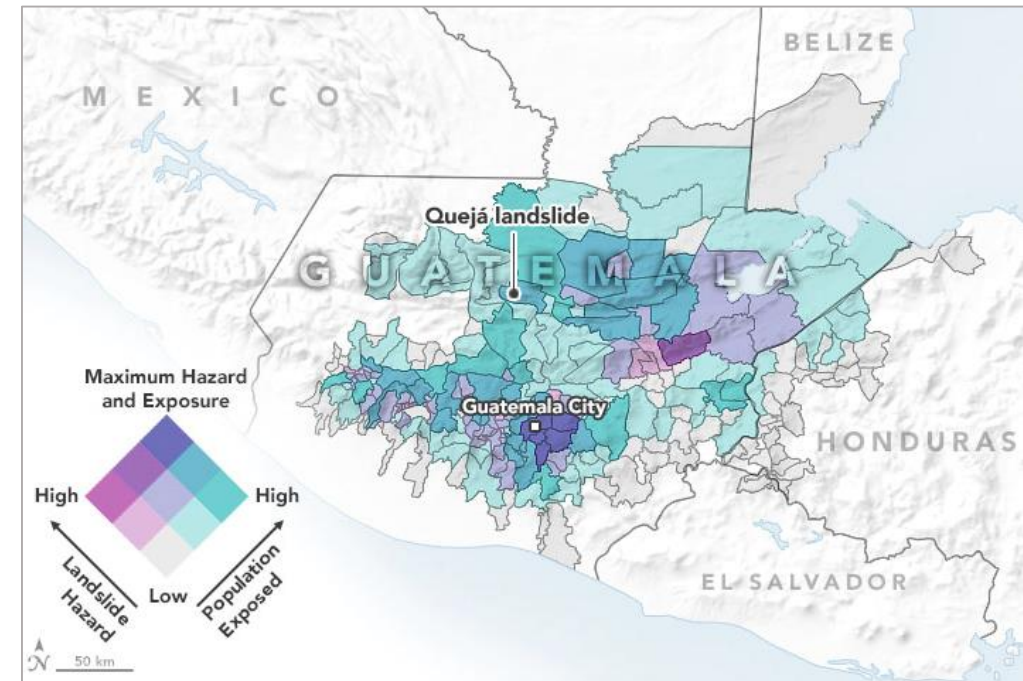 BELIZE
MEXICO
Quejá landslide
GUATEMALA
Maximum Hazard
and Exposure
Guatemala City
HONDURAS
High
High
Landslide
Hazard
Low
Population
Exposed
EL SALVADOR
N
50 km